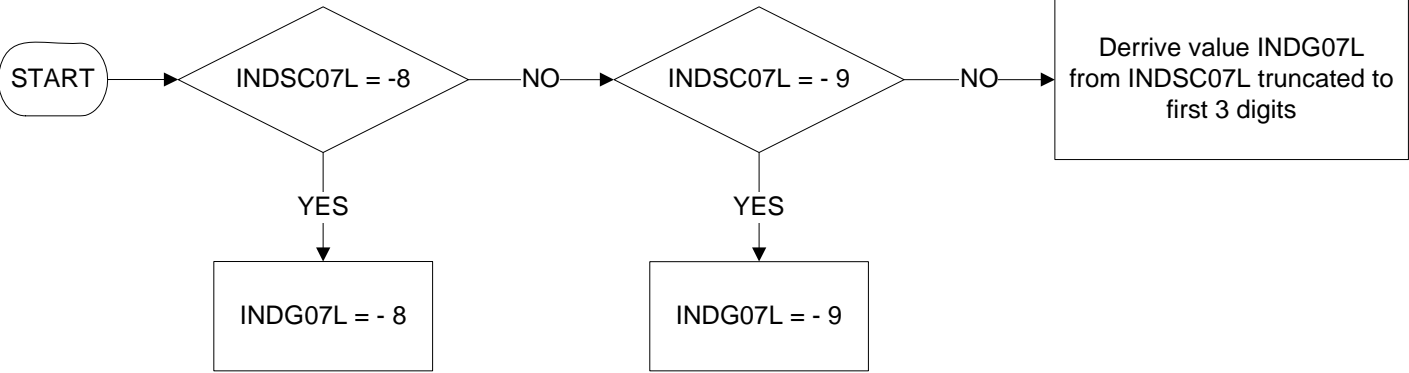 START
INDSC07L = -8
NO
INDSC07L = - 9
NO
Derrive value INDG07L
from INDSC07L truncated to
first 3 digits
YES
YES
INDG07L = - 8
INDG07L = - 9